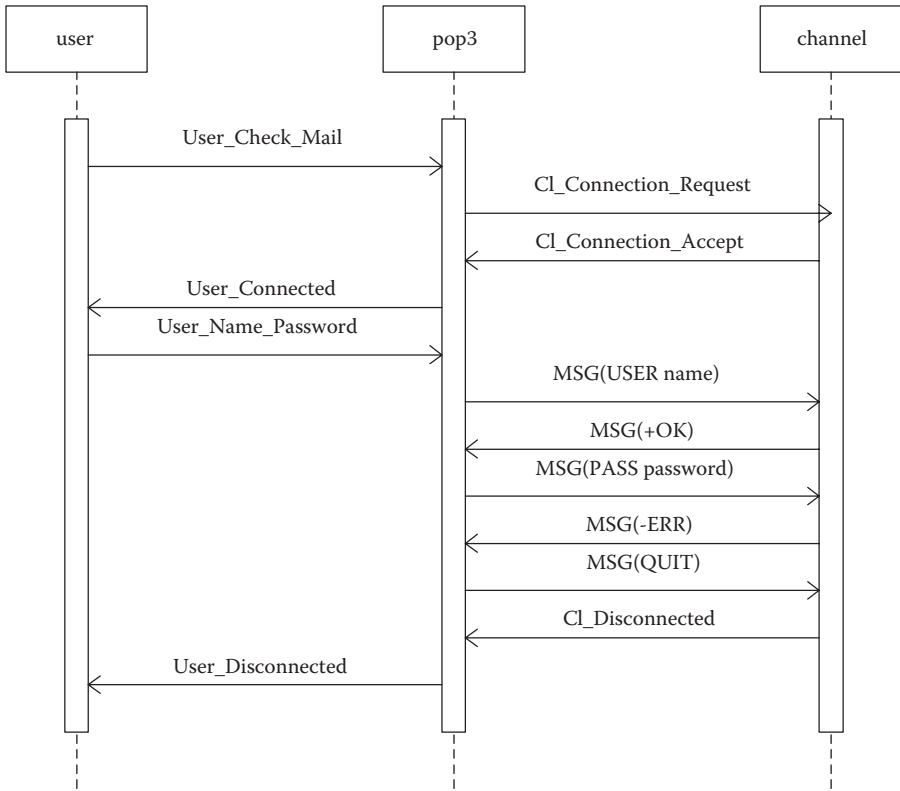 user
pop3
channel
User_Check_Mail
Cl_Connection_Request
Cl_Connection_Accept
User_Connected
User_Name_Password
MSG(USER name)
MSG(+OK)
MSG(PASS password)
MSG(-ERR)
MSG(QUIT)
Cl_Disconnected
User_Disconnected